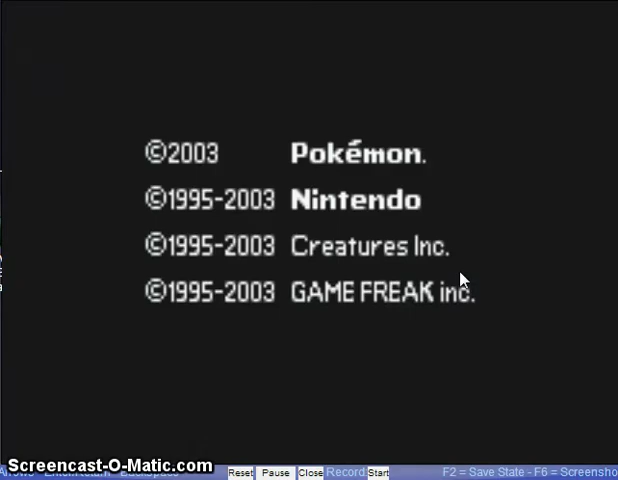 ©2003 Pokémon.
©1995-2003 Nintendo
©1995-2003 Creatures Inc.
©1995-2003 GAME FREAK inc.
Screencast-O-Matic.com
Reset Pause Close Record Start F2 = Save State - F6 = Screensho